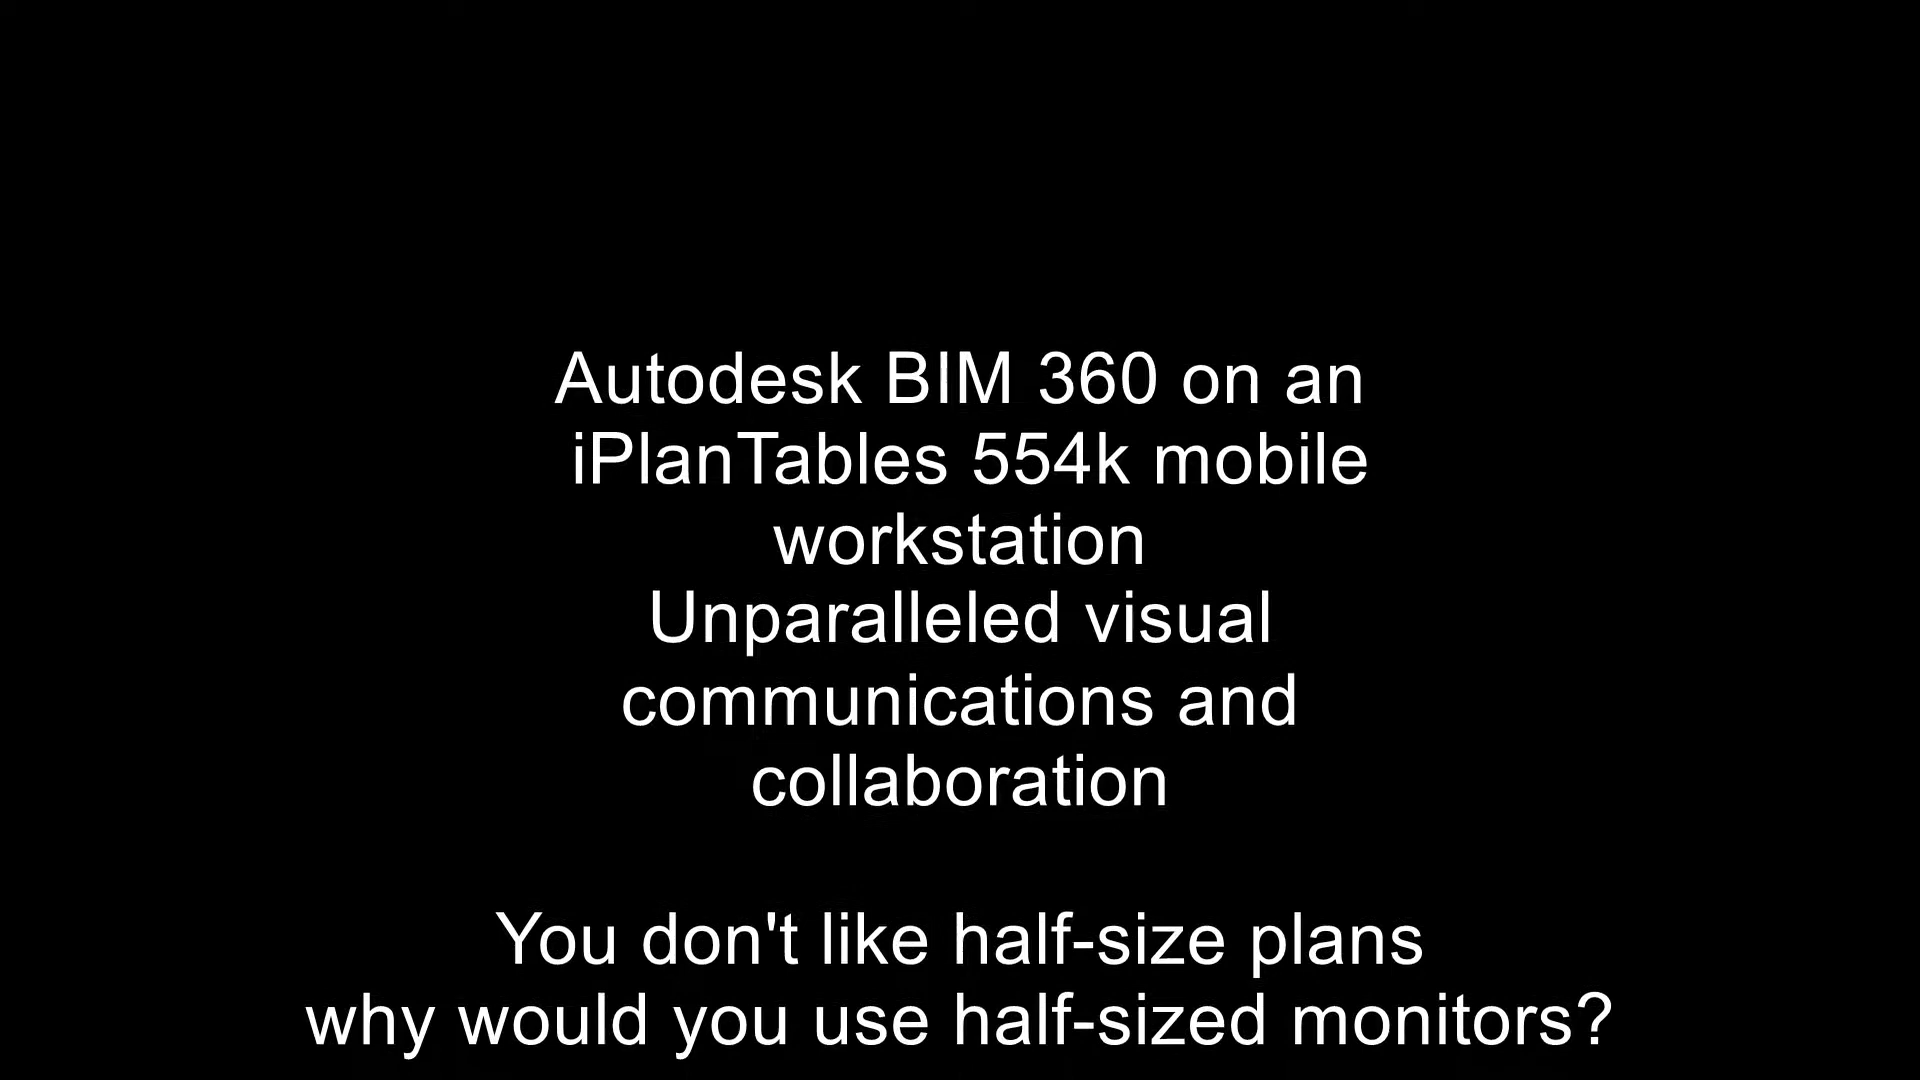 Autodesk BIM 360 on an
iPlanTables 554k mobile
workstation
Unparalleled visual
communications and
collaboration
You don't like half-size plans
why would you use half-sized monitors?